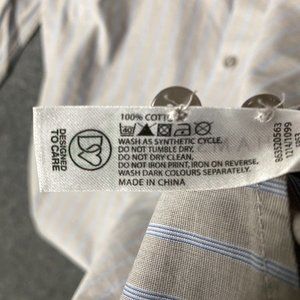 DESIGNED
TO CARE
100% COTT
WASH AS SYNTHETIC CYCLE.
DO NOT TUMBLE DRY.
DO NOT DRY CLEAN.
DO NOT IRON PRINT, IRON ON REVERSE.
WASH DARK COLOURS SEPARATELY.
MADE IN CHINA